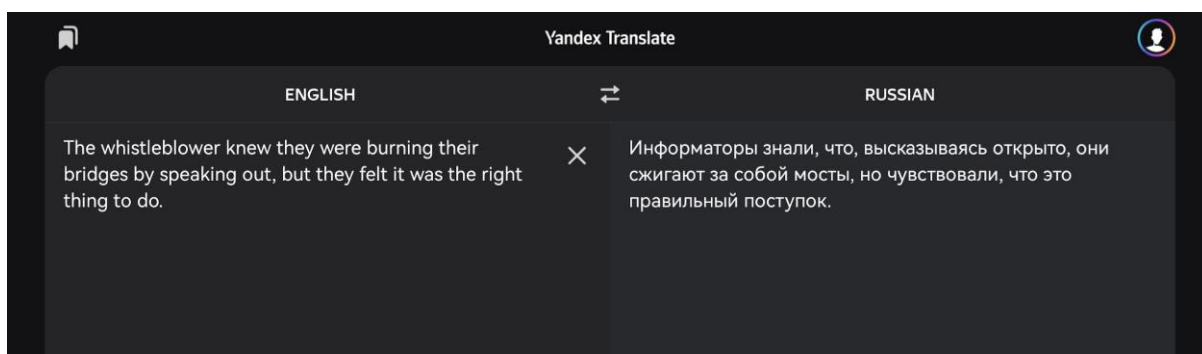 Yandex Translate
ENGLISH
RUSSIAN
The whistleblower knew they were burning their
bridges by speaking out, but they felt it was the right
thing to do.
Информаторы знали, что, высказываясь открыто, они
сжигают за собой мосты, но чувствовали, что это
правильный поступок.